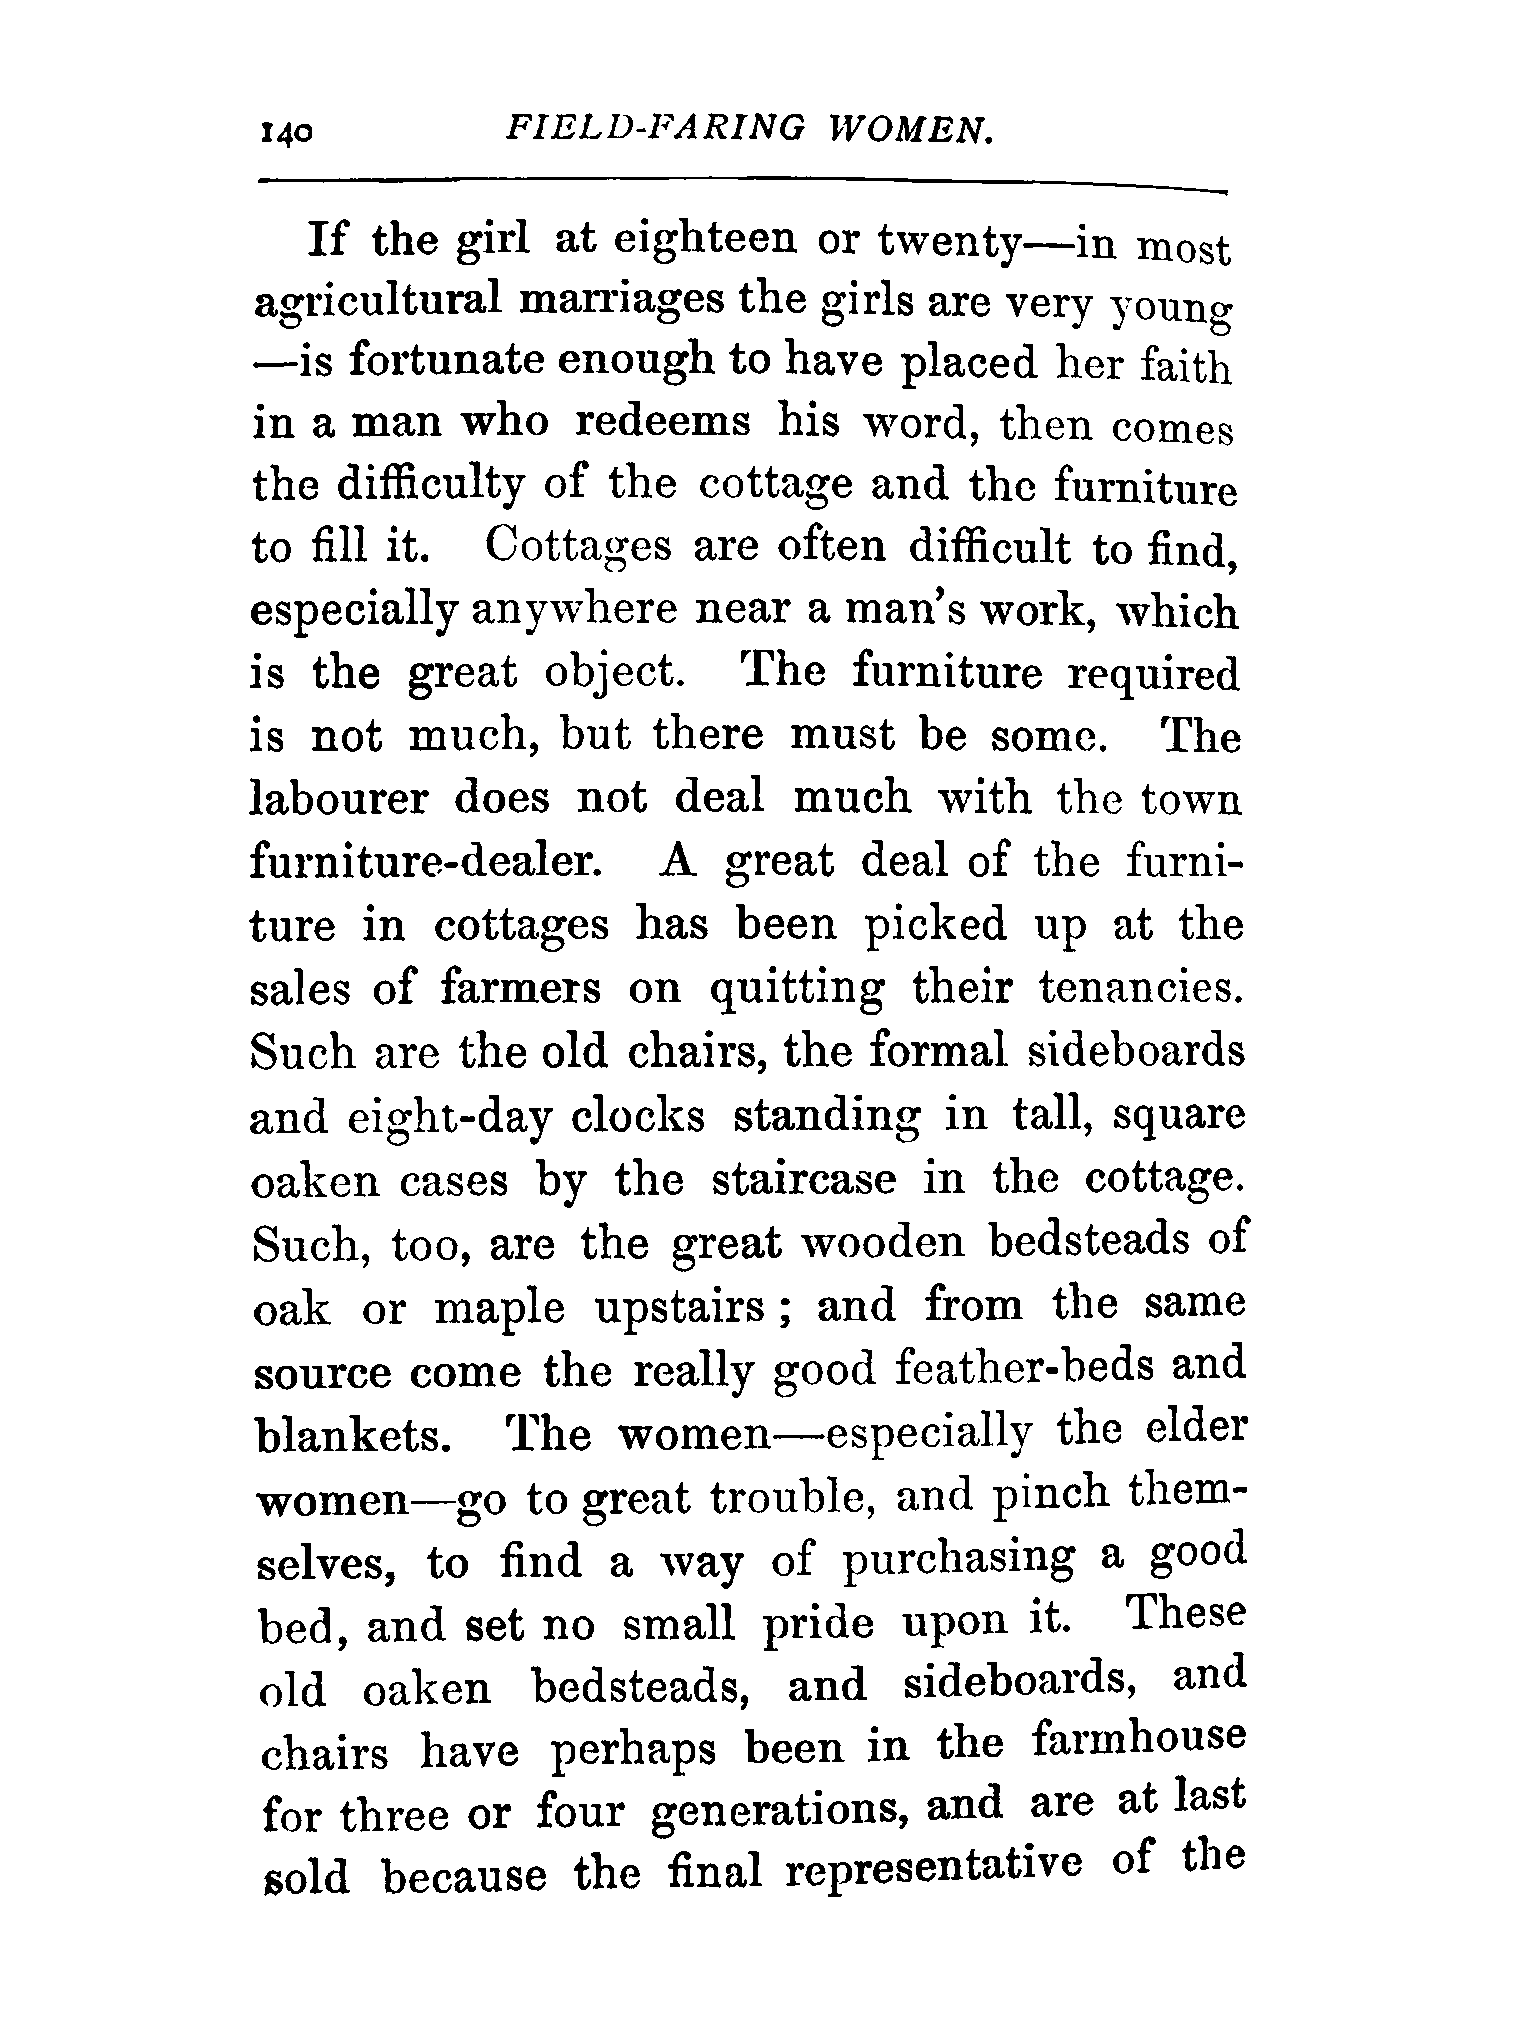 140 FIELD-FARING WOMEN.
If the girl at eighteen or twenty—in most
agricultural marriages the girls are very young
—is fortunate enough to have placed her faith
in a man who redeems his word, then comes
the difficulty of the cottage and the furniture
to fill it. Cottages are often difficult to find,
especially anywhere near a man's work, which
is the great object. The furniture required
is not much, but there must be some. The
labourer does not deal much with the town
furniture-dealer. A great deal of the furni-
ture in cottages has been picked up at the
sales of farmers on quitting their tenancies.
Such are the old chairs, the formal sideboards
and eight-day clocks standing in tall, square
oaken cases by the staircase in the cottage.
Such, too, are the great wooden bedsteads of
oak or maple upstairs ; and from the same
source come the really good feather-beds and
blankets. The women—especially the elder
women—go to great trouble, and pinch them-
selves, to find a way of purchasing a good
bed, and set no small pride upon it. These
old oaken bedsteads, and sideboards, and
chairs have perhaps been in the farmhouse
for three or four generations, and are at last
sold because the final representative of the